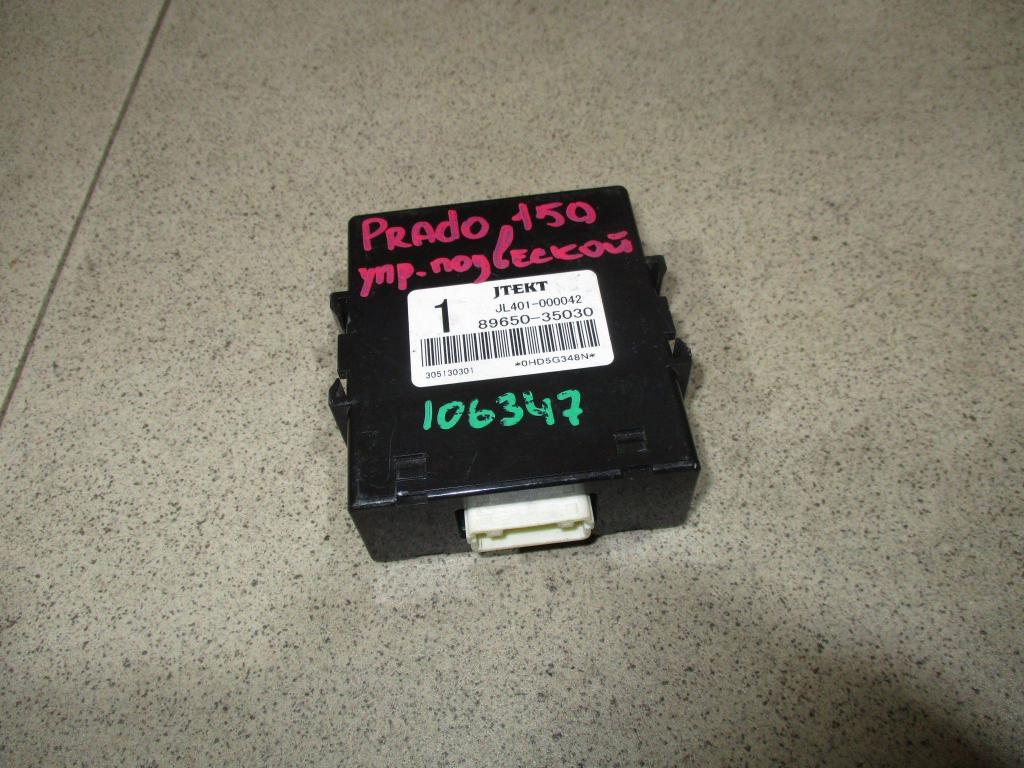 PRAdo 150
упр.подвеской
JTEKT
1
JL401-000042
89650-35030
*0HD5G348N*
305130301
106347